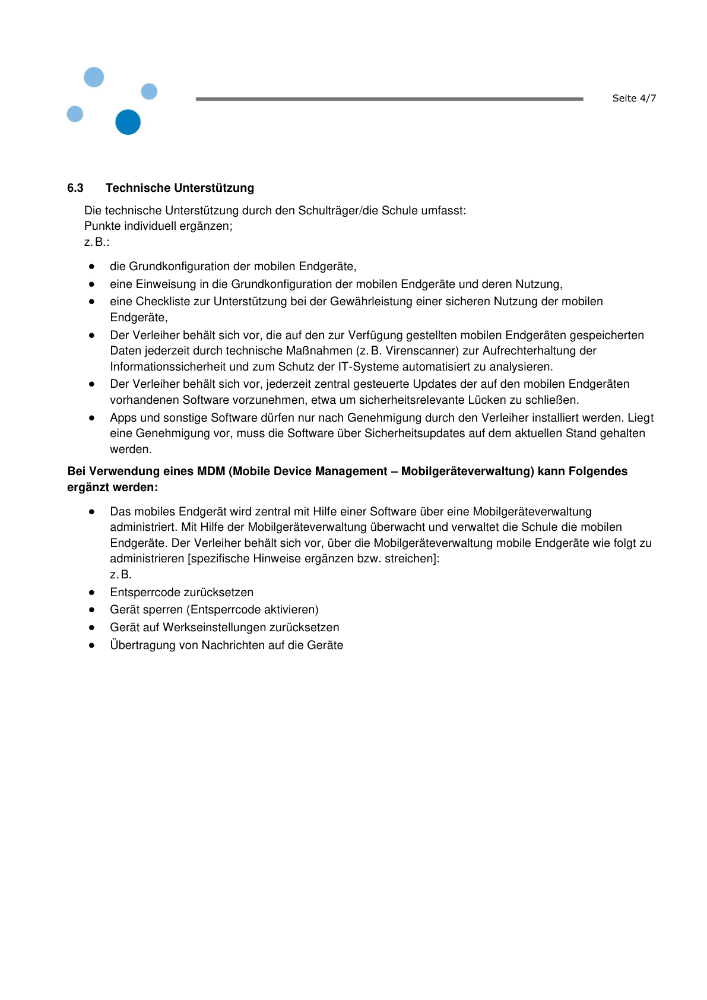 Seite 4/7
6.3 Technische Unterstützung
Die technische Unterstützung durch den Schulträger/die Schule umfasst:
Punkte individuell ergänzen;
z. B.:
● die Grundkonfiguration der mobilen Endgeräte,
● eine Einweisung in die Grundkonfiguration der mobilen Endgeräte und deren Nutzung,
● eine Checkliste zur Unterstützung bei der Gewährleistung einer sicheren Nutzung der mobilen
Endgeräte,
● Der Verleiher behält sich vor, die auf den zur Verfügung gestellten mobilen Endgeräten gespeicherten
Daten jederzeit durch technische Maßnahmen (z. B. Virenscanner) zur Aufrechterhaltung der
Informationssicherheit und zum Schutz der IT-Systeme automatisiert zu analysieren.
● Der Verleiher behält sich vor, jederzeit zentral gesteuerte Updates der auf den mobilen Endgeräten
vorhandenen Software vorzunehmen, etwa um sicherheitsrelevante Lücken zu schließen.
● Apps und sonstige Software dürfen nur nach Genehmigung durch den Verleiher installiert werden. Liegt
eine Genehmigung vor, muss die Software über Sicherheitsupdates auf dem aktuellen Stand gehalten
werden.
Bei Verwendung eines MDM (Mobile Device Management – Mobilgeräteverwaltung) kann Folgendes
ergänzt werden:
● Das mobiles Endgerät wird zentral mit Hilfe einer Software über eine Mobilgeräteverwaltung
administriert. Mit Hilfe der Mobilgeräteverwaltung überwacht und verwaltet die Schule die mobilen
Endgeräte. Der Verleiher behält sich vor, über die Mobilgeräteverwaltung mobile Endgeräte wie folgt zu
administrieren [spezifische Hinweise ergänzen bzw. streichen]:
z. B.
● Entsperrcode zurücksetzen
● Gerät sperren (Entsperrcode aktivieren)
● Gerät auf Werkseinstellungen zurücksetzen
● Übertragung von Nachrichten auf die Geräte